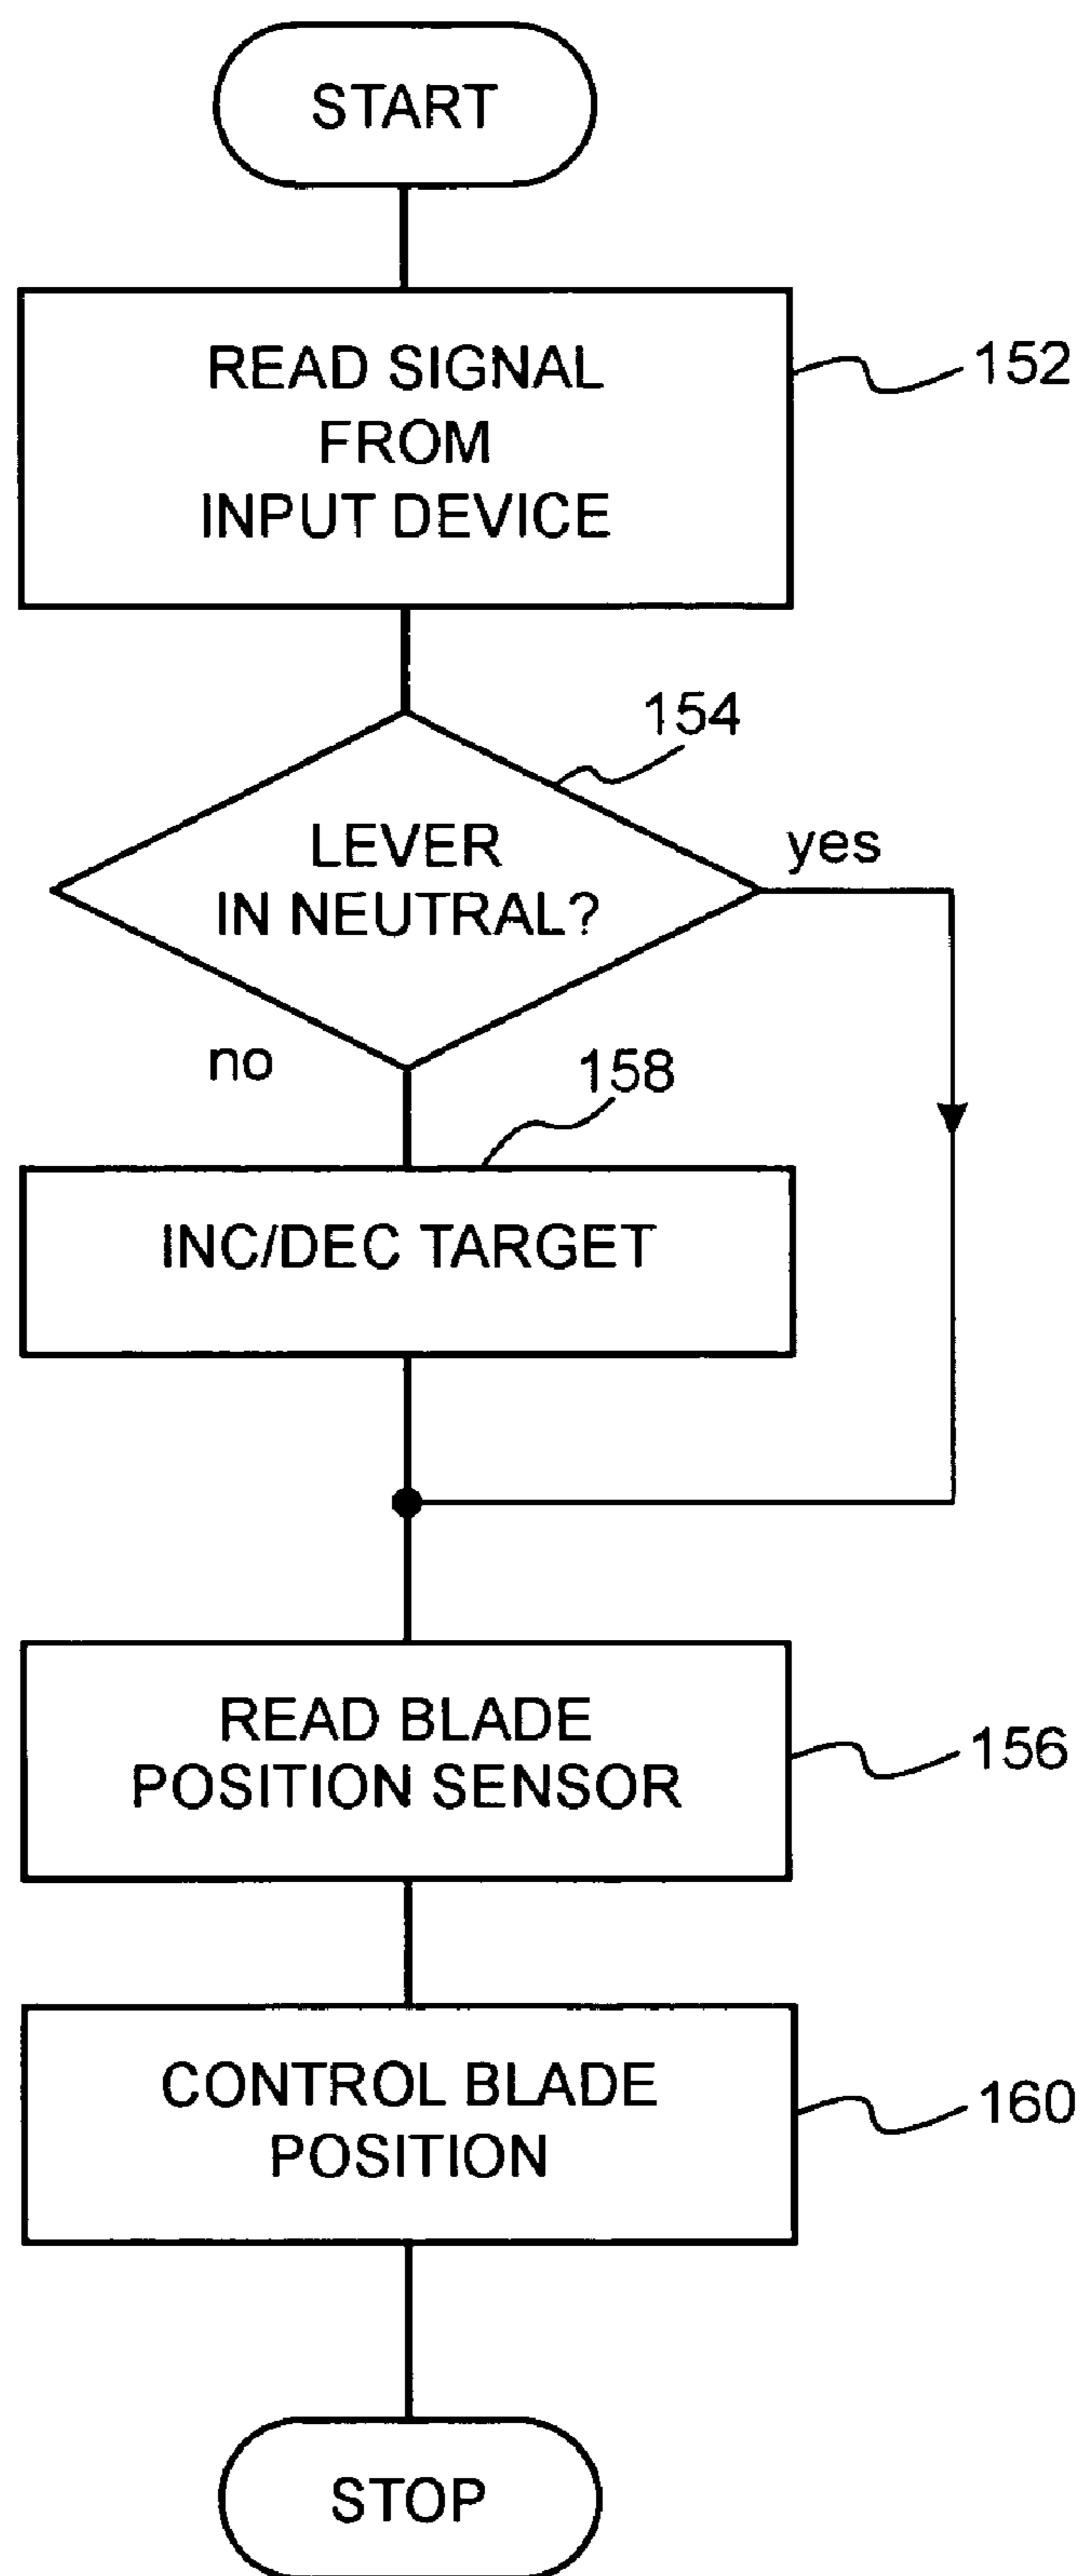 START
READ SIGNAL
FROM
INPUT DEVICE
152
154
LEVER
IN NEUTRAL?
yes
no
158
INC/DEC TARGET
READ BLADE
POSITION SENSOR
156
CONTROL BLADE
POSITION
160
STOP